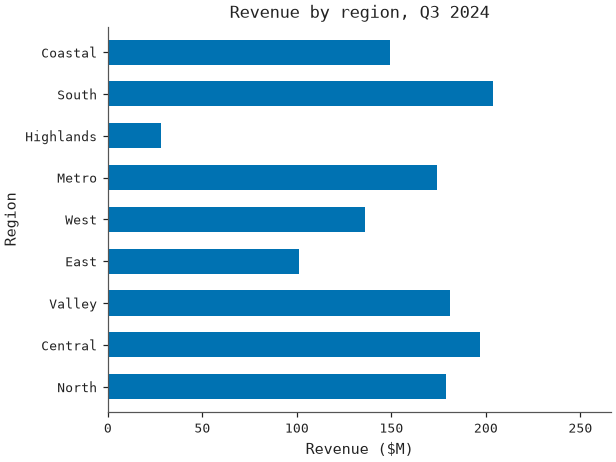 Revenue by region, Q3 2024
Region
Coastal
South
Highlands
Metro
West
East
Valley
Central
North
0 50 100 150 200 250
Revenue ($M)